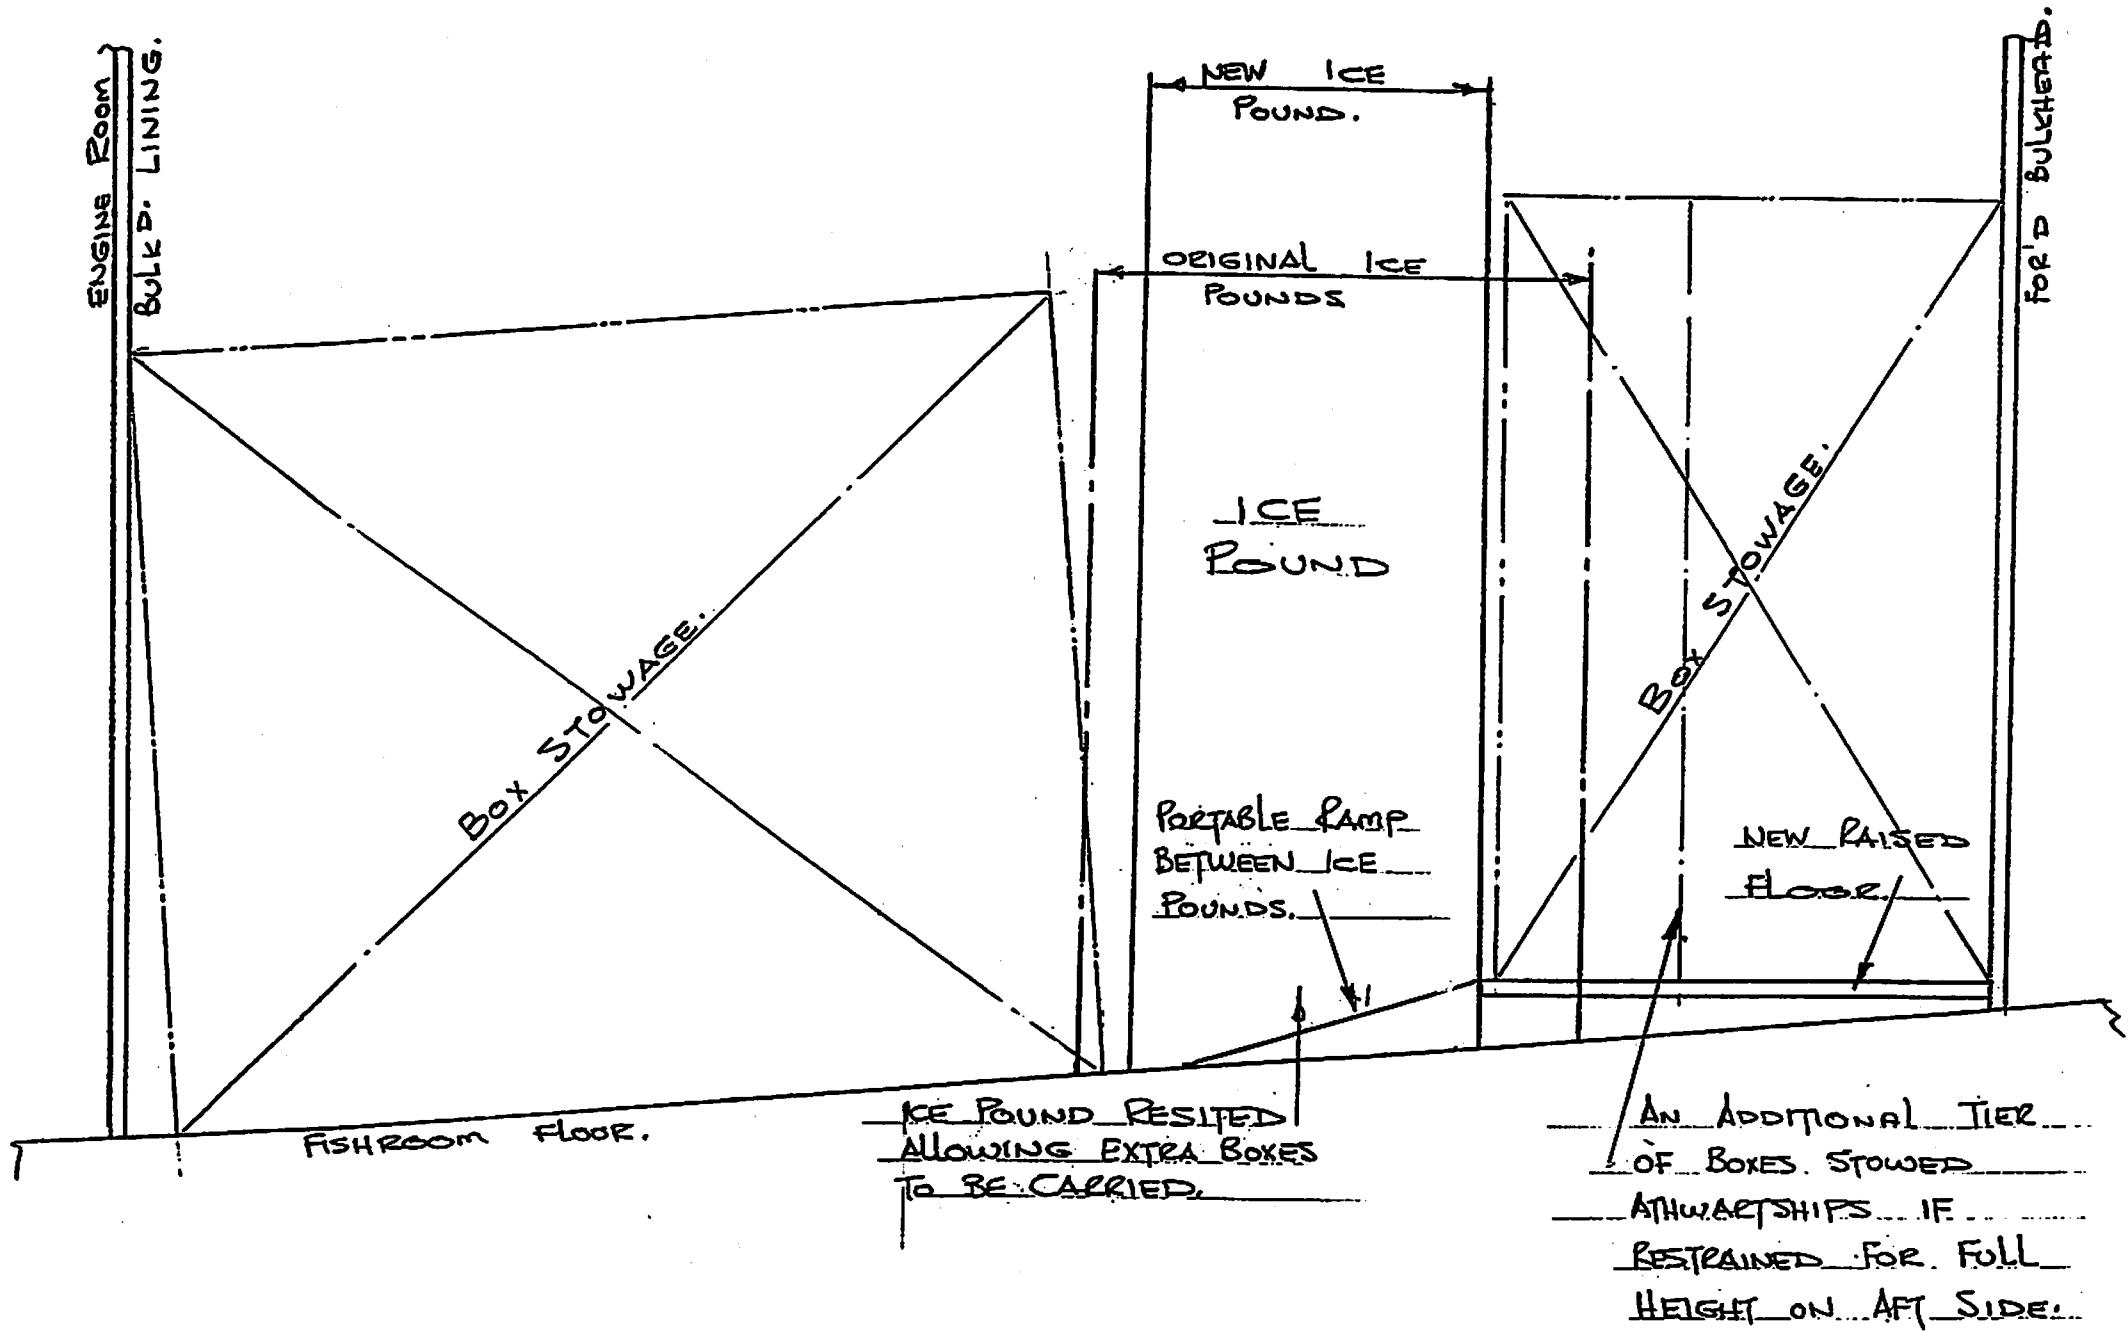 ENGINE ROOM
BULKD. LINING.
NEW ICE
POUND.
FOR'D BULKHEAD.
ORIGINAL ICE
POUNDS
ICE
POUND
BOX STOWAGE.
BOX STOWAGE.
PORTABLE RAMP
BETWEEN ICE
POUNDS.
NEW RAISED
FLOOR.
FISHROOM FLOOR.
ICE POUND RESITED
ALLOWING EXTRA BOXES
TO BE CARRIED.
AN ADDITIONAL TIER
OF BOXES STOWED
ATHWARTSHIPS IF
RESTRAINED FOR FULL
HEIGHT ON AFT SIDE.